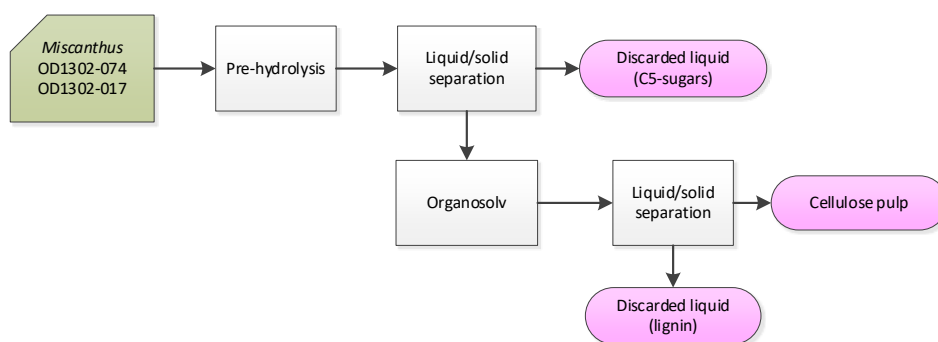 Miscanthus
OD1302-074
OD1302-017
Pre-hydrolysis
Liquid/solid
separation
Discarded liquid
(C5-sugars)
Organosolv
Liquid/solid
separation
Cellulose pulp
Discarded liquid
(lignin)